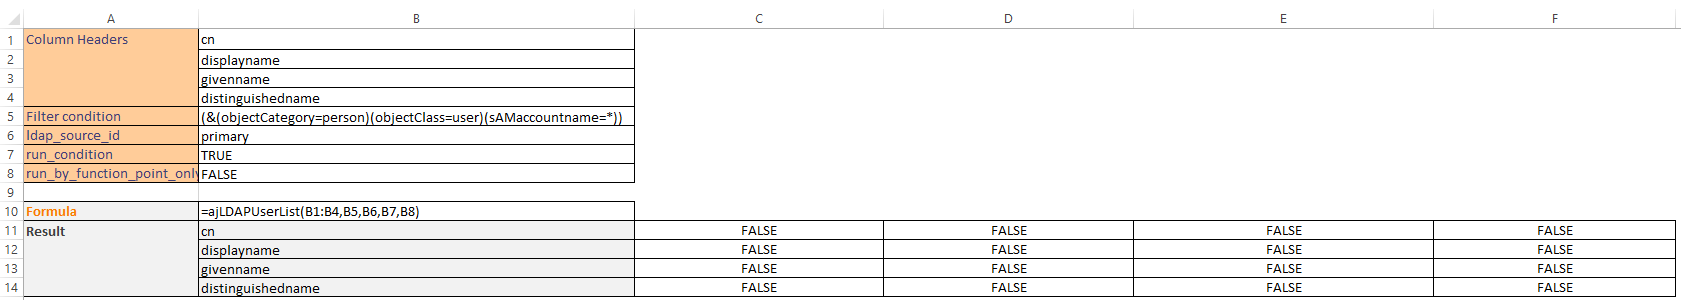 A B C D E F
1 Column Headers cn
2 displayname
3 givenname
4 distinguishedname
5 Filter condition (&(objectCategory=person)(objectClass=user)(sAMaccountname=*))
6 ldap_source_id primary
7 run_condition TRUE
8 run_by_function_point_only FALSE
9
10 Formula =ajLDAPUserList(B1:B4,B5,B6,B7,B8)
11 Result cn FALSE FALSE FALSE FALSE
12 displayname FALSE FALSE FALSE FALSE
13 givenname FALSE FALSE FALSE FALSE
14 distinguishedname FALSE FALSE FALSE FALSE